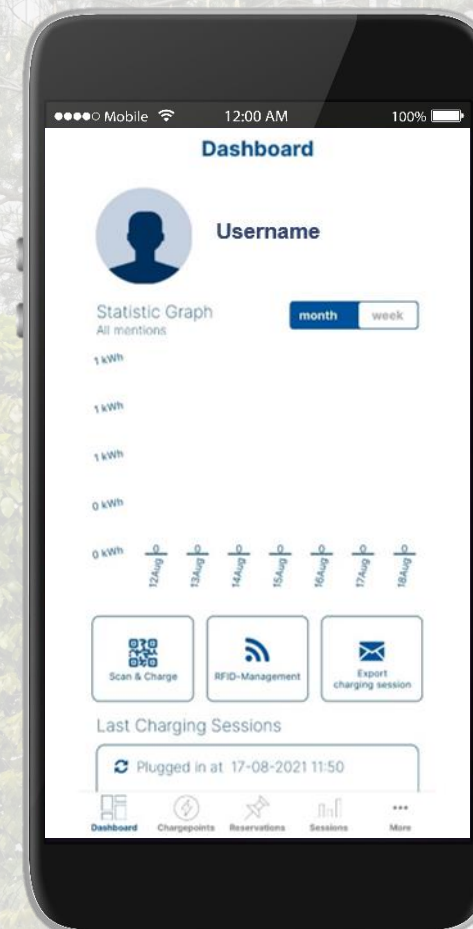 Mobile 12:00 AM 100%
Dashboard
Username
Statistic Graph
All mentions
month week
1 kWh
1 kWh
1 kWh
0 kWh
0 kWh
0 0 0 0 0 0 0
12Aug 13Aug 14Aug 15Aug 16Aug 17Aug 18Aug
Scan & Charge
RFID-Management
Export
charging session
Last Charging Sessions
Plugged in at 17-08-2021 11:50
Dashboard Chargepoints Reservations Sessions More